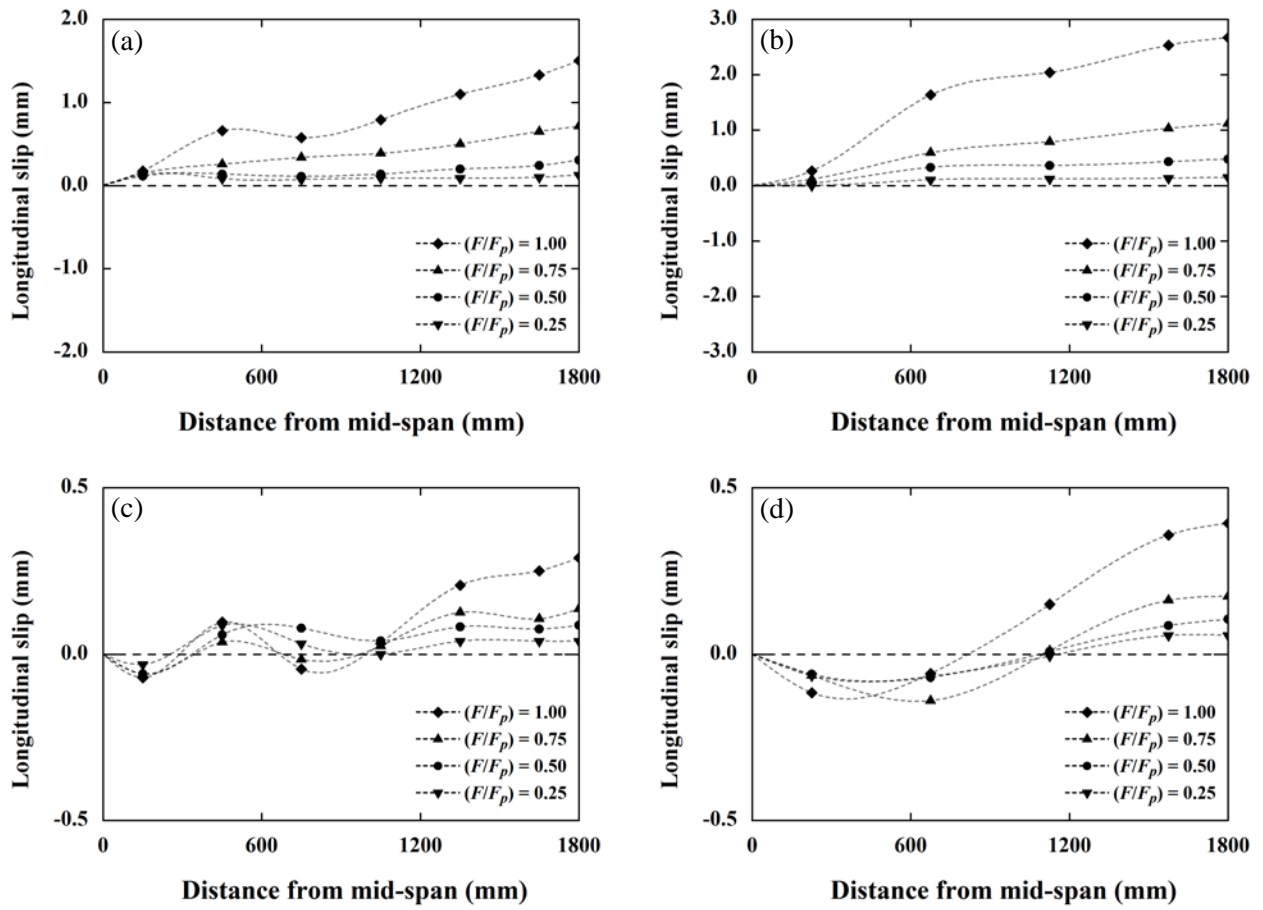 (a)
2.0
1.0
0.0
-1.0
-2.0
Longitudinal slip (mm)
(F/Fp) = 1.00
(F/Fp) = 0.75
(F/Fp) = 0.50
(F/Fp) = 0.25
0 600 1200 1800
Distance from mid-span (mm)
(b)
3.0
2.0
1.0
0.0
-1.0
-2.0
-3.0
Longitudinal slip (mm)
(F/Fp) = 1.00
(F/Fp) = 0.75
(F/Fp) = 0.50
(F/Fp) = 0.25
0 600 1200 1800
Distance from mid-span (mm)
(c)
0.5
0.0
-0.5
Longitudinal slip (mm)
(F/Fp) = 1.00
(F/Fp) = 0.75
(F/Fp) = 0.50
(F/Fp) = 0.25
0 600 1200 1800
Distance from mid-span (mm)
(d)
0.5
0.0
-0.5
Longitudinal slip (mm)
(F/Fp) = 1.00
(F/Fp) = 0.75
(F/Fp) = 0.50
(F/Fp) = 0.25
0 600 1200 1800
Distance from mid-span (mm)